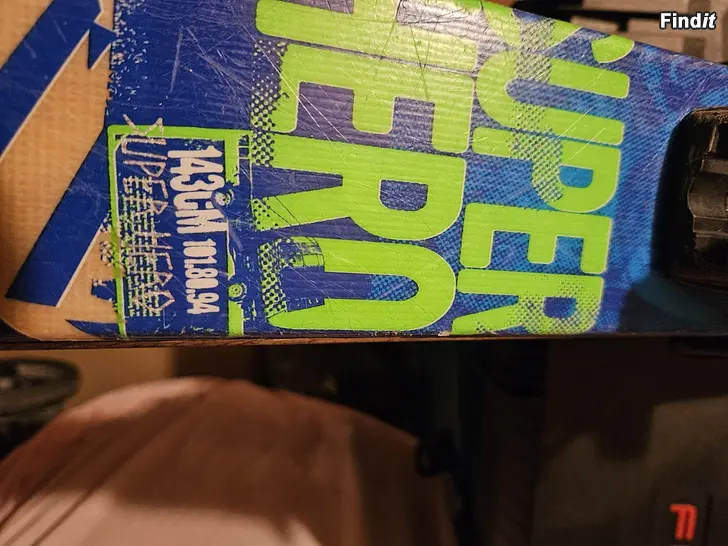 Findit
SUPER
HERO
143CM 101.80.94
SUPERHERO
F